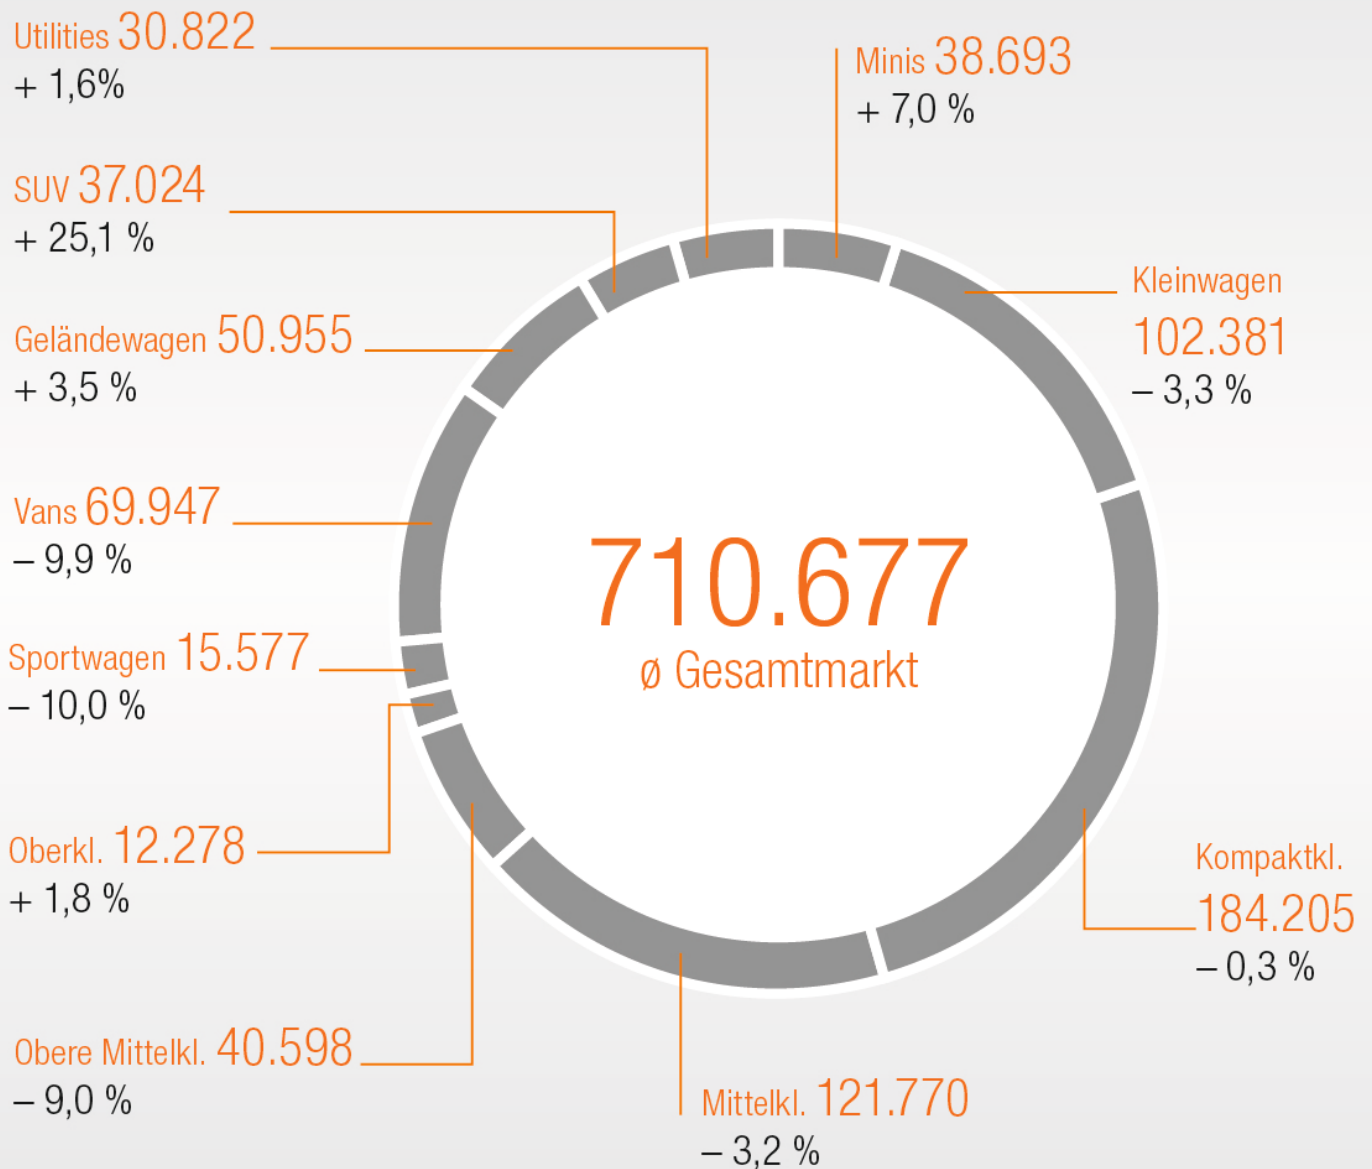 Utilities 30.822
+ 1,6%
Minis 38.693
+ 7,0 %
SUV 37.024
+ 25,1 %
Kleinwagen
102.381
– 3,3 %
Geländewagen 50.955
+ 3,5 %
Vans 69.947
– 9,9 %
710.677
ø Gesamtmarkt
Sportwagen 15.577
– 10,0 %
Oberkl. 12.278
+ 1,8 %
Kompaktkl.
184.205
– 0,3 %
Obere Mittelkl. 40.598
– 9,0 %
Mittelkl. 121.770
– 3,2 %